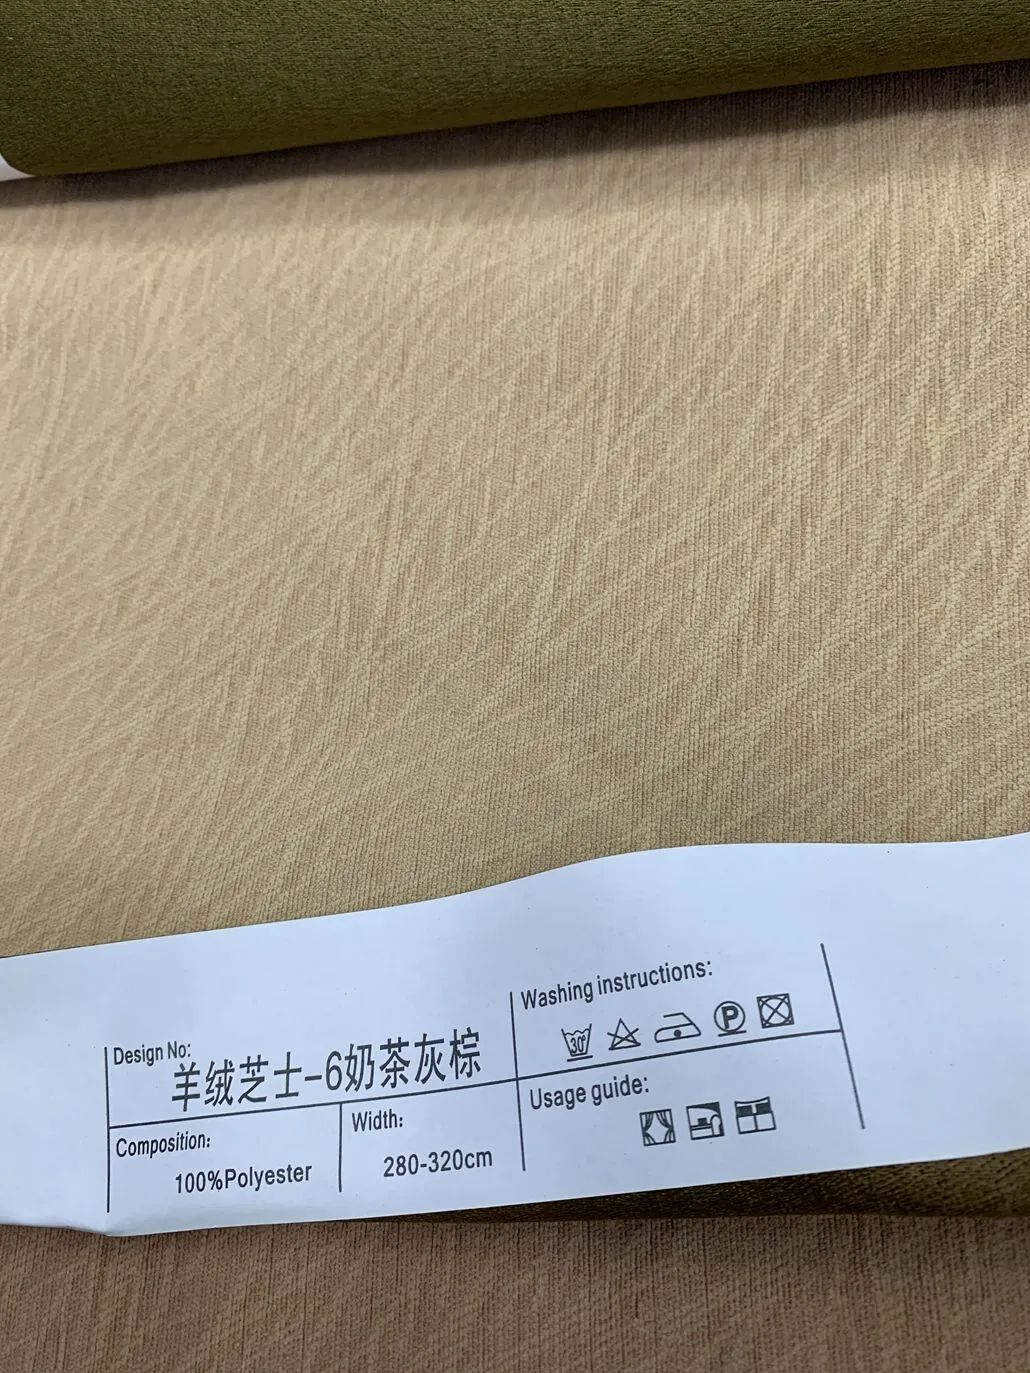 Design No:
羊绒芝士-6奶茶灰棕
Composition:
100%Polyester
Width:
280-320cm
Washing instructions:
30°
P
Usage guide: